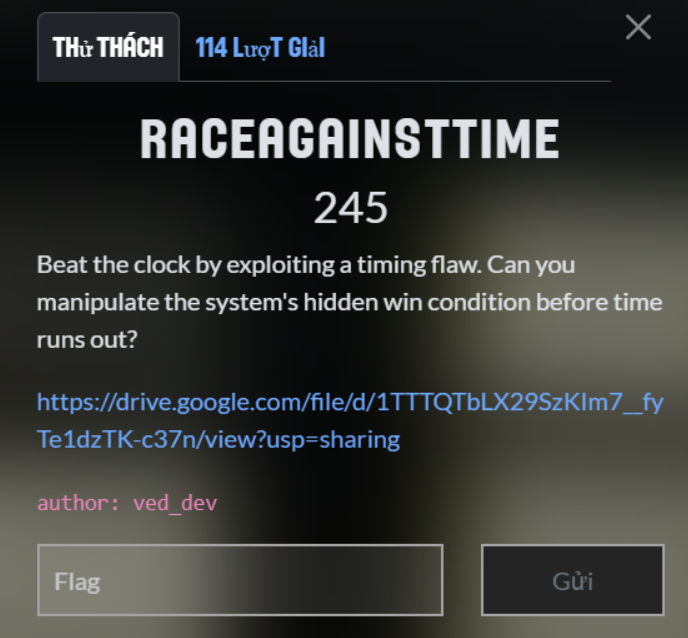 THử THÁCH
114 LượT GIảI
RACEAGAINSTTIME
245
Beat the clock by exploiting a timing flaw. Can you
manipulate the system's hidden win condition before time
runs out?
https://drive.google.com/file/d/1TTTQTbLX29SzKIm7__fy
Te1dzTK-c37n/view?usp=sharing
author: ved_dev
Flag
Gửi